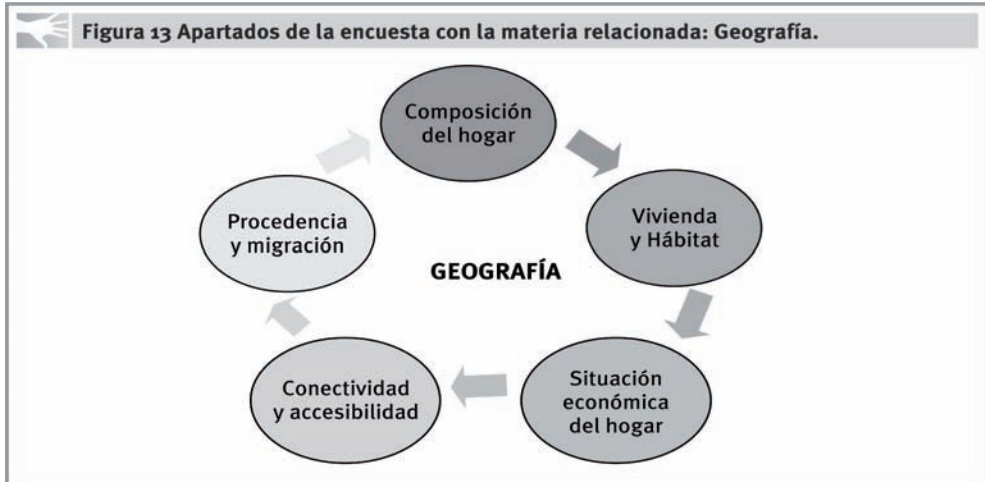 Figura 13 Apartados de la encuesta con la materia relacionada: Geografía.
Composición
del hogar
Vivienda
y Hábitat
Situación
económica
del hogar
Conectividad
y accesibilidad
Procedencia
y migración
GEOGRAFÍA